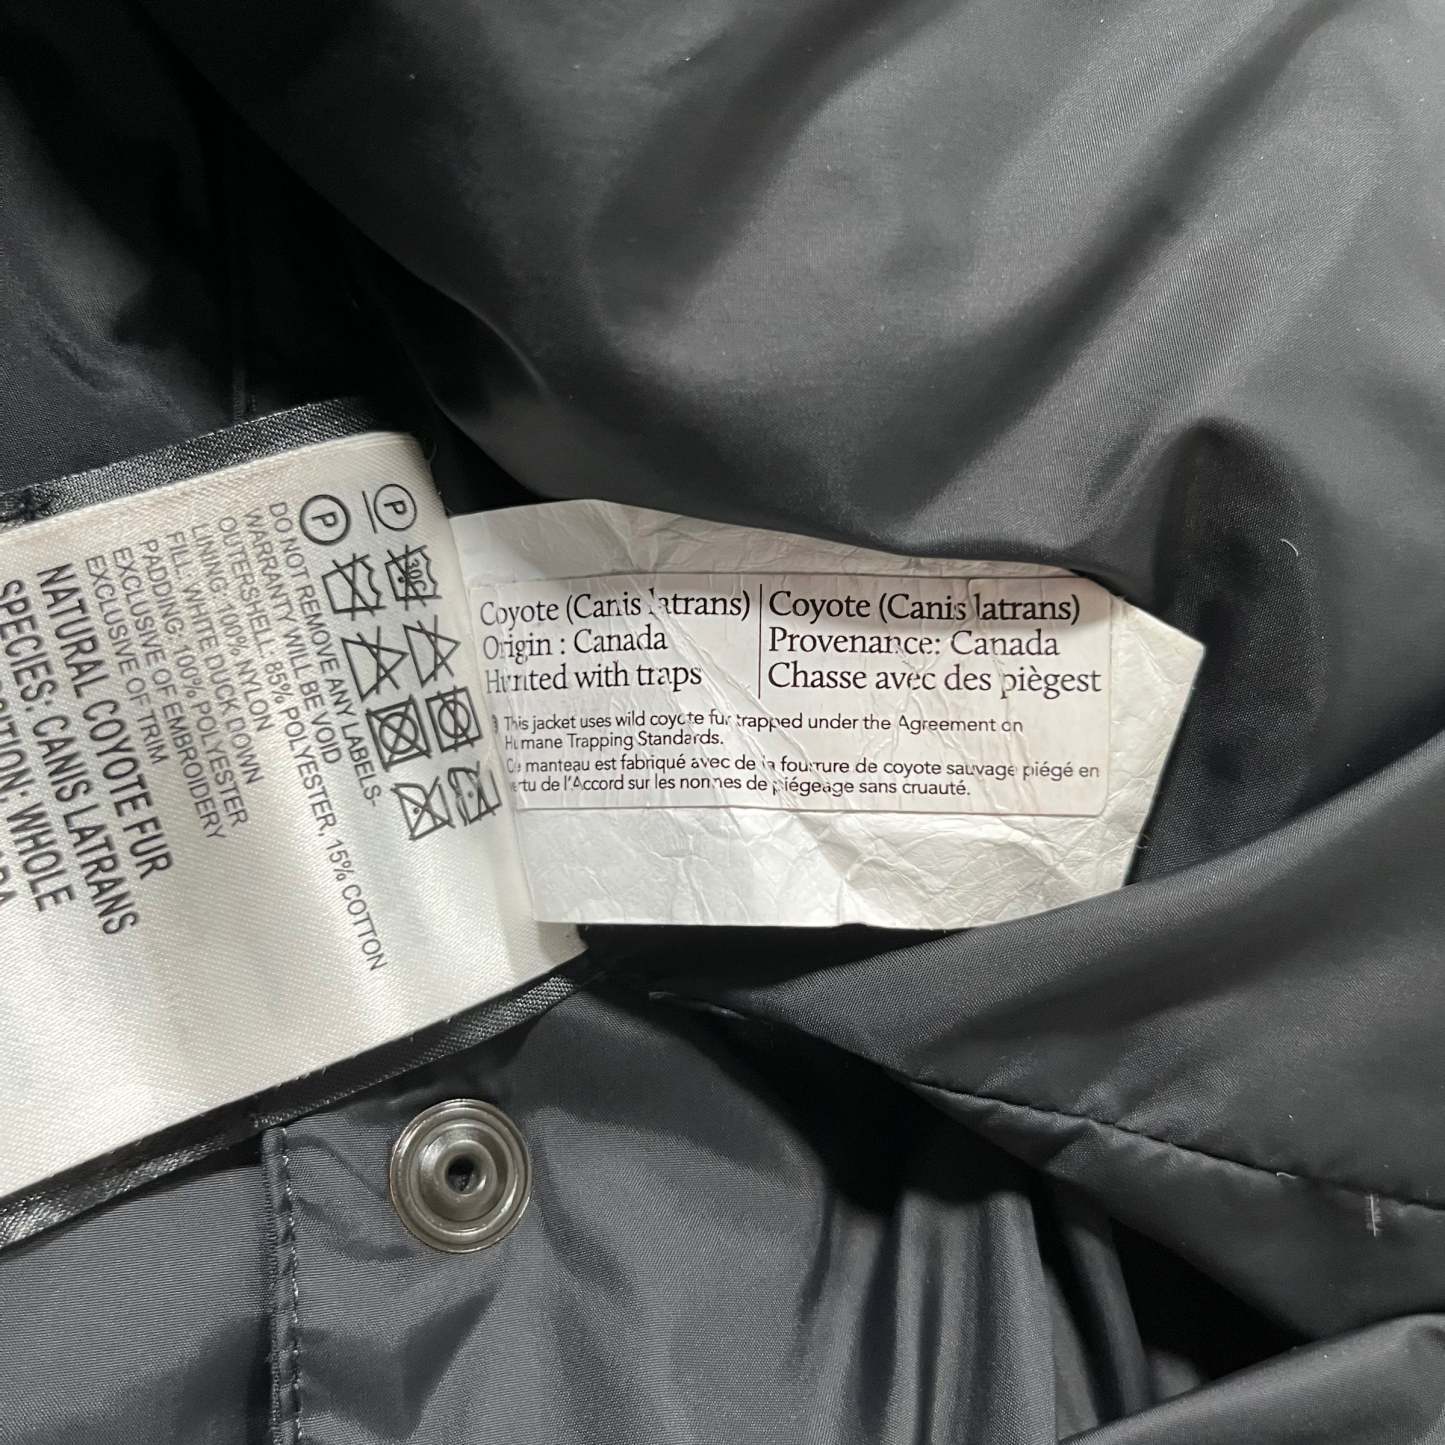 DO NOT REMOVE ANY LABELS-
WARRANTY WILL BE VOID
OUTERSHELL: 85% POLYESTER, 15% COTTON
LINING: 100% NYLON
FILL: WHITE DUCK DOWN
PADDING: 100% POLYESTER
EXCLUSIVE OF EMBROIDERY
EXCLUSIVE OF TRIM
NATURAL COYOTE FUR
SPECIES: CANIS LATRANS
WHOLE
P
P
30C
Coyote (Canis latrans)
Origin : Canada
Hunted with traps
Coyote (Canis latrans)
Provenance: Canada
Chasse avec des piègest
This jacket uses wild coyote fur trapped under the Agreement on
Humane Trapping Standards.
Ce manteau est fabriqué avec de la fourrure de coyote sauvage piégé en
de l'Accord sur les normes de piégeage sans cruauté.